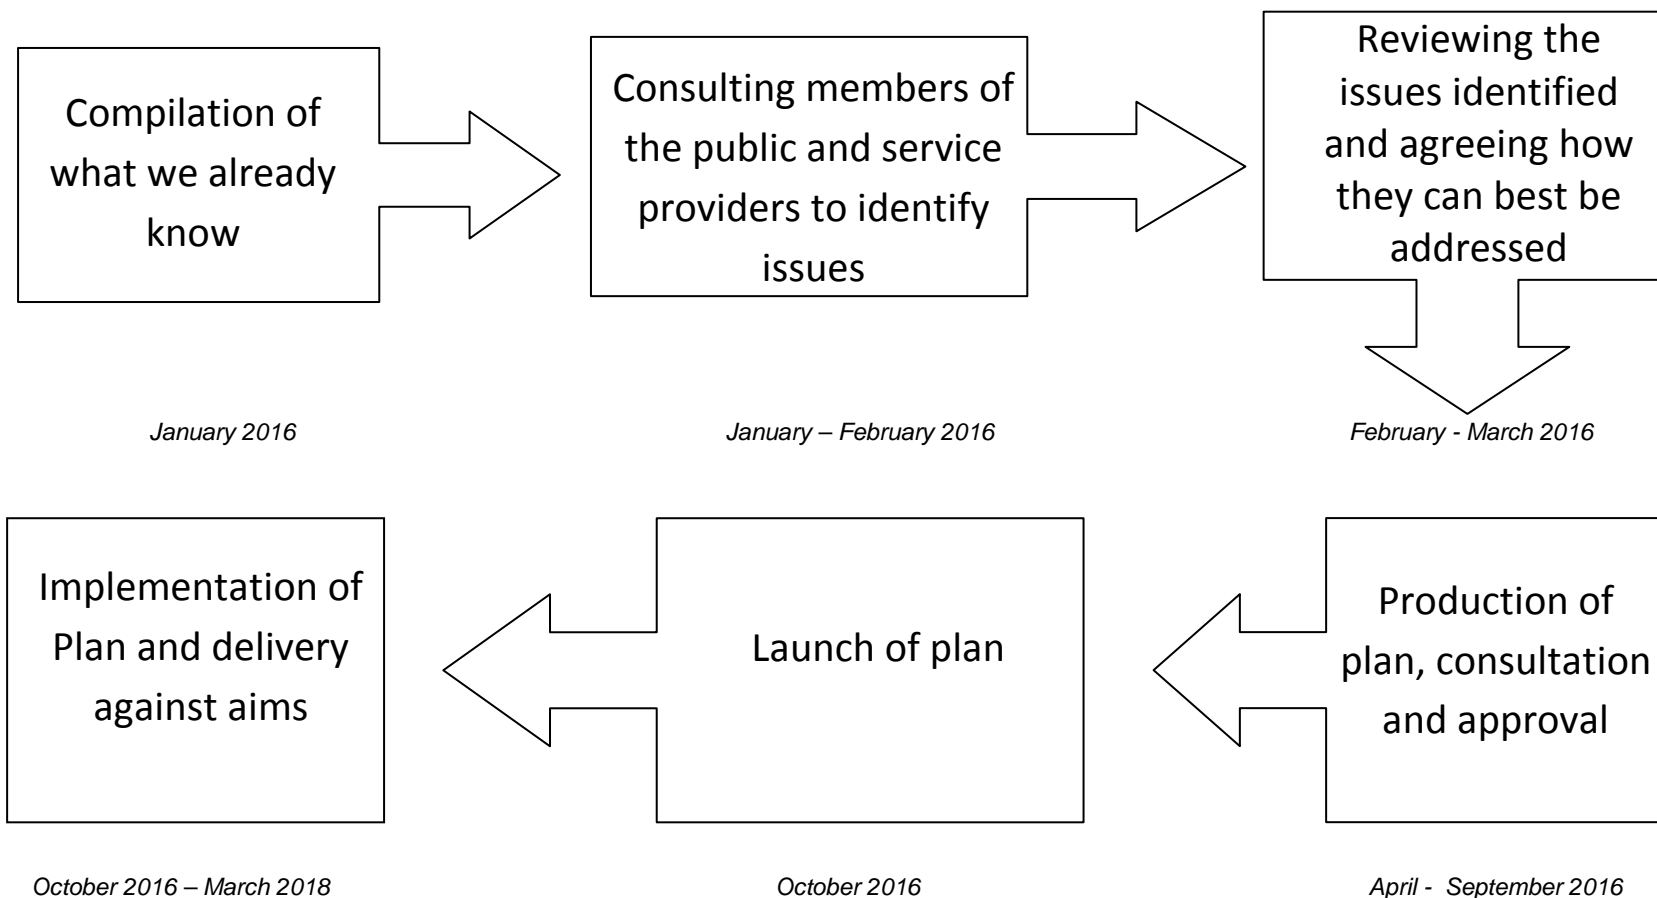 Compilation of
what we already
know
Consulting members of
the public and service
providers to identify
issues
Reviewing the
issues identified
and agreeing how
they can best be
addressed
January 2016
January – February 2016
February - March 2016
Implementation of
Plan and delivery
against aims
Launch of plan
Production of
plan, consultation
and approval
October 2016 – March 2018
October 2016
April - September 2016